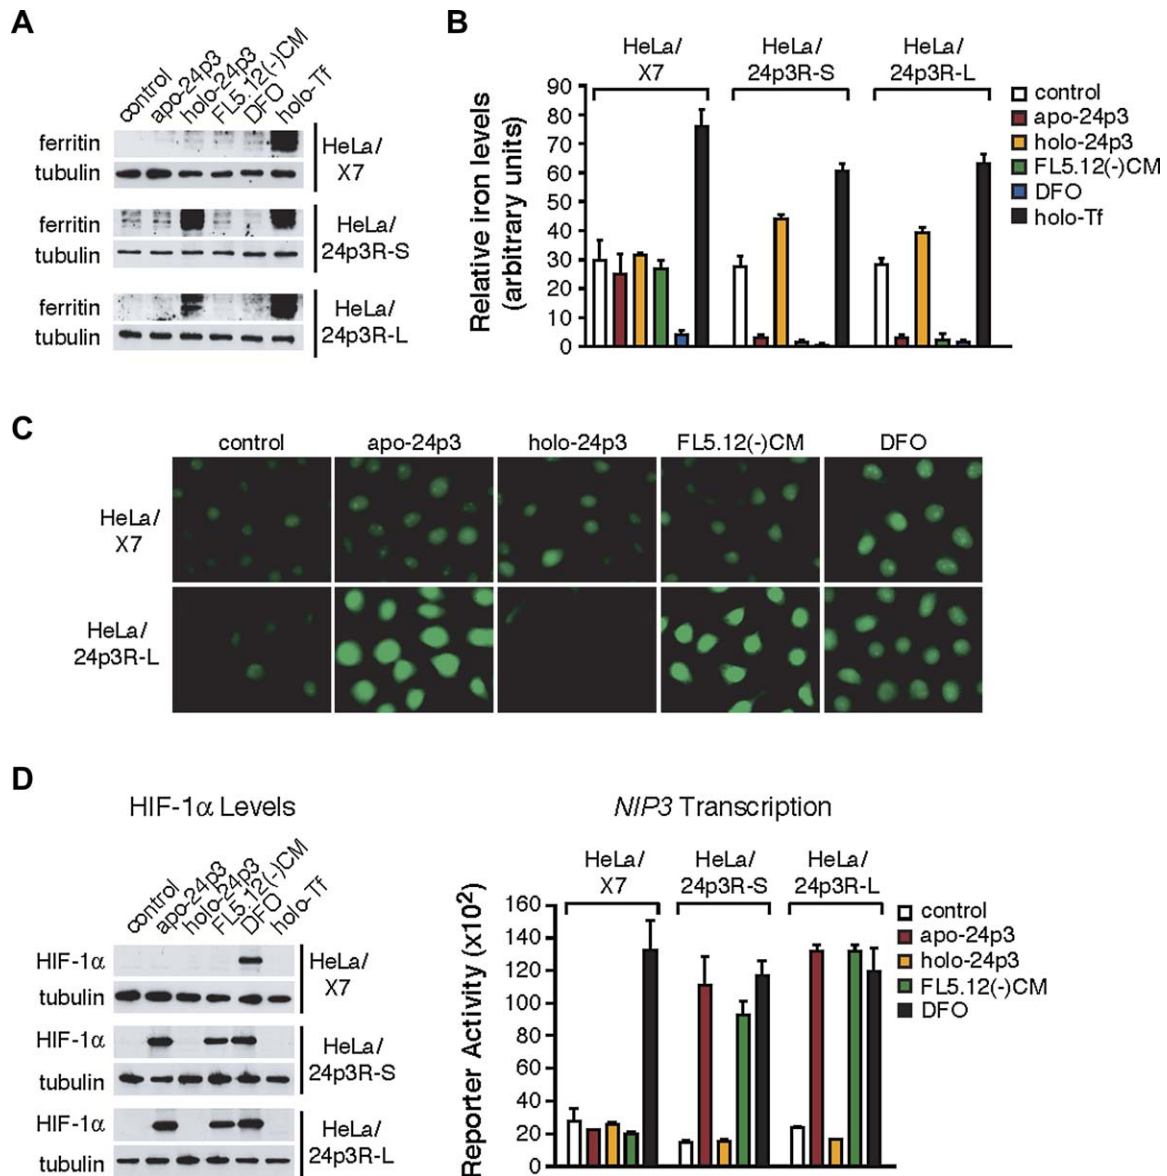 A
control
apo-24p3
holo-24p3
FL5.12(-)CM
DFO
holo-Tf
ferritin
tubulin
HeLa/
X7
ferritin
tubulin
HeLa/
24p3R-S
ferritin
tubulin
HeLa/
24p3R-L
B
HeLa/
X7
HeLa/
24p3R-S
HeLa/
24p3R-L
Relative iron levels
(arbitrary units)
90
80
70
60
50
40
30
20
10
0
control
apo-24p3
holo-24p3
FL5.12(-)CM
DFO
holo-Tf
C
control apo-24p3 holo-24p3 FL5.12(-)CM DFO
HeLa/
X7
HeLa/
24p3R-L
D
HIF-1α Levels
control
apo-24p3
holo-24p3
FL5.12(-)CM
DFO
holo-Tf
HIF-1α
tubulin
HeLa/
X7
HIF-1α
tubulin
HeLa/
24p3R-S
HIF-1α
tubulin
HeLa/
24p3R-L
NIP3 Transcription
HeLa/
X7
HeLa/
24p3R-S
HeLa/
24p3R-L
Reporter Activity (x10²)
160
140
120
100
80
60
40
20
0
control
apo-24p3
holo-24p3
FL5.12(-)CM
DFO